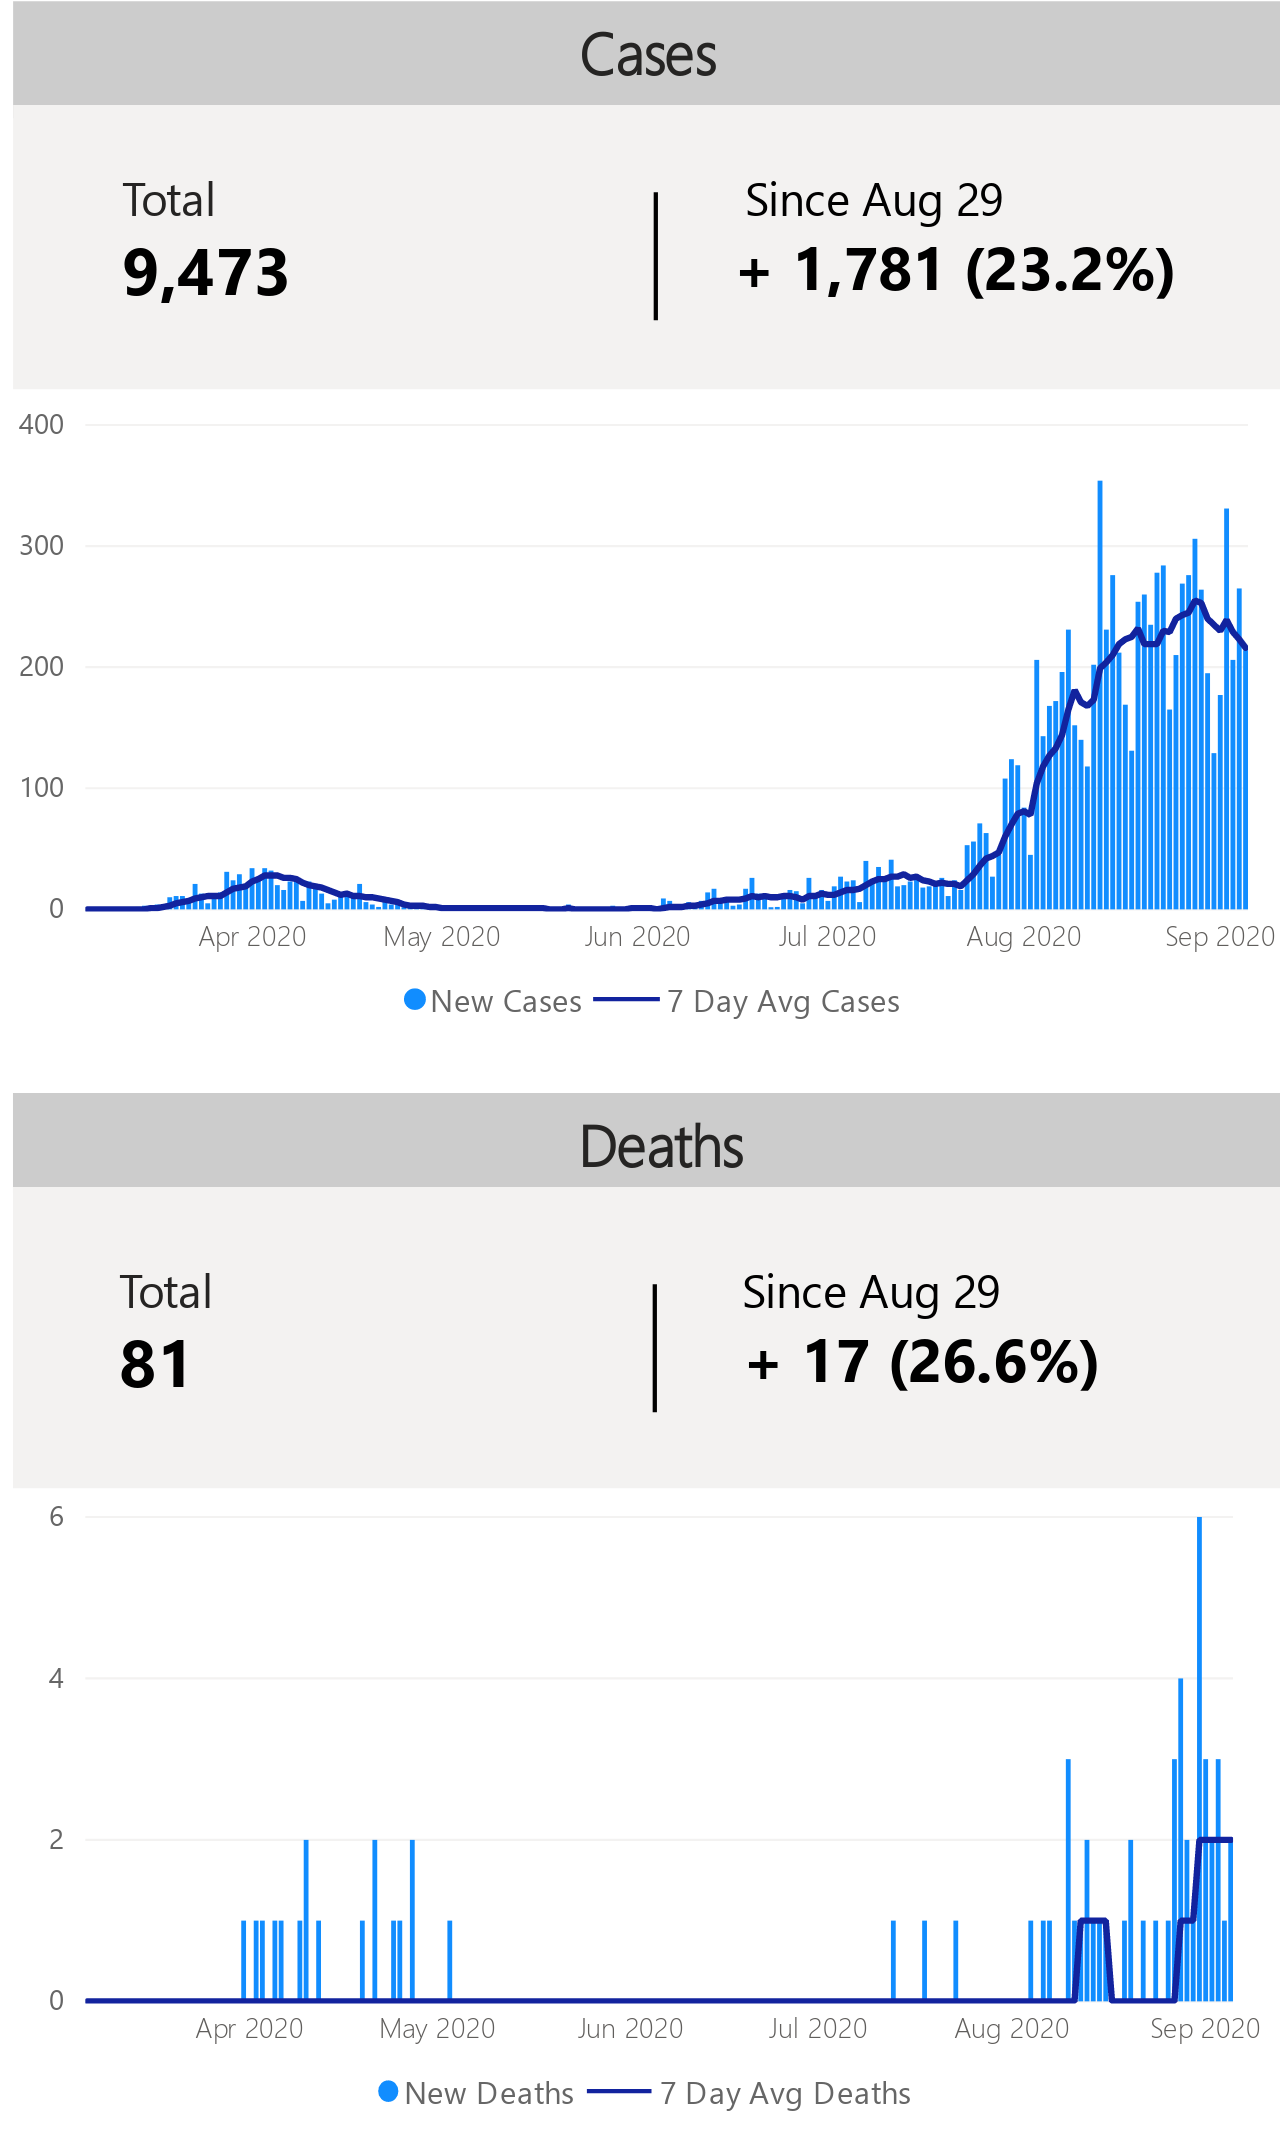 Cases
Total
Since Aug 29
9,473
+ 1,781 (23.2%)
400
300
200
100
0
Apr 2020 May 2020 Jun 2020 Jul 2020 Aug 2020 Sep 2020
New Cases 7 Day Avg Cases
Deaths
Total
Since Aug 29
81
+ 17 (26.6%)
6
4
2
0
Apr 2020 May 2020 Jun 2020 Jul 2020 Aug 2020 Sep 2020
New Deaths 7 Day Avg Deaths